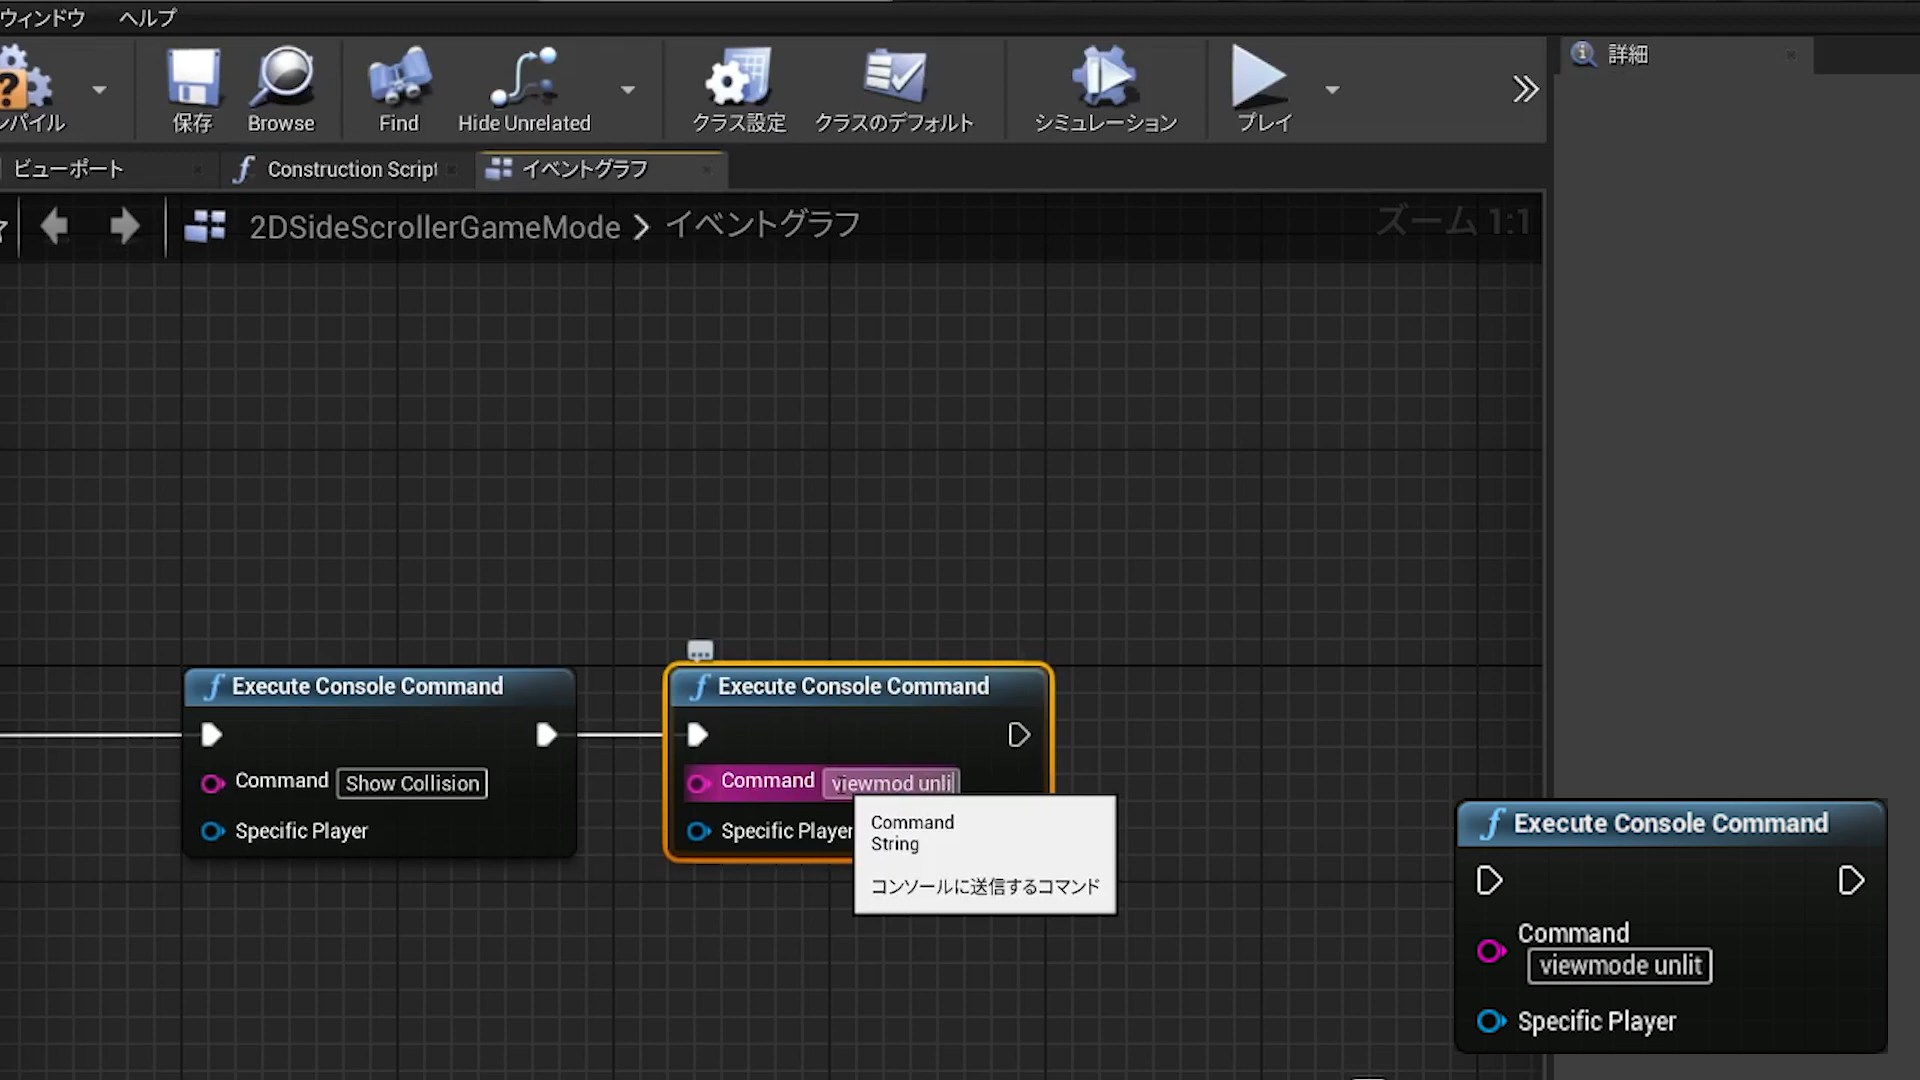 ウィンドウ ヘルプ
ンパイル 保存 Browse Find Hide Unrelated クラス設定 クラスのデフォルト シミュレーション プレイ
詳細
ビューポート Construction Script イベントグラフ
2DSideScrollerGameMode > イベントグラフ
ズーム 1:1
Execute Console Command
Command Show Collision
Specific Player
Execute Console Command
Command viewmod unli
Specific Player
Command
String
コンソールに送信するコマンド
Execute Console Command
Command
viewmode unlit
Specific Player